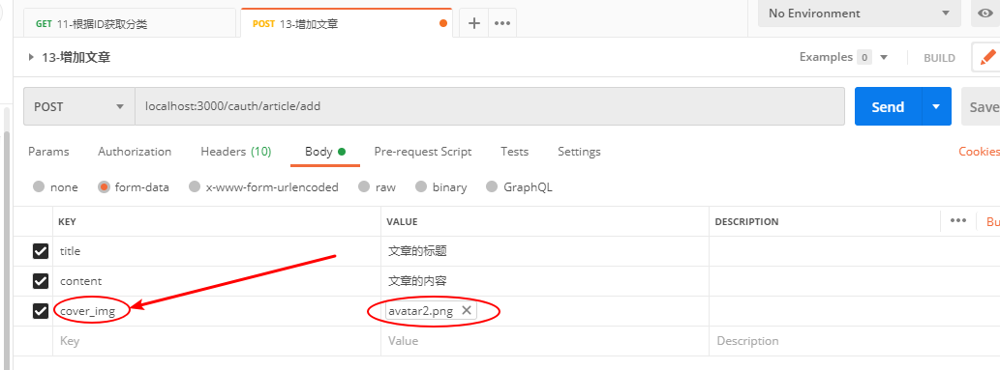 GET 11-根据ID获取分类 POST 13-增加文章 No Environment
13-增加文章 Examples 0 BUILD
POST localhost:3000/cauth/article/add Send Save
Params Authorization Headers (10) Body Pre-request Script Tests Settings Cookies
none form-data x-www-form-urlencoded raw binary GraphQL
KEY VALUE DESCRIPTION Bu
title 文章的标题
content 文章的内容
cover_img avatar2.png
Key Value Description